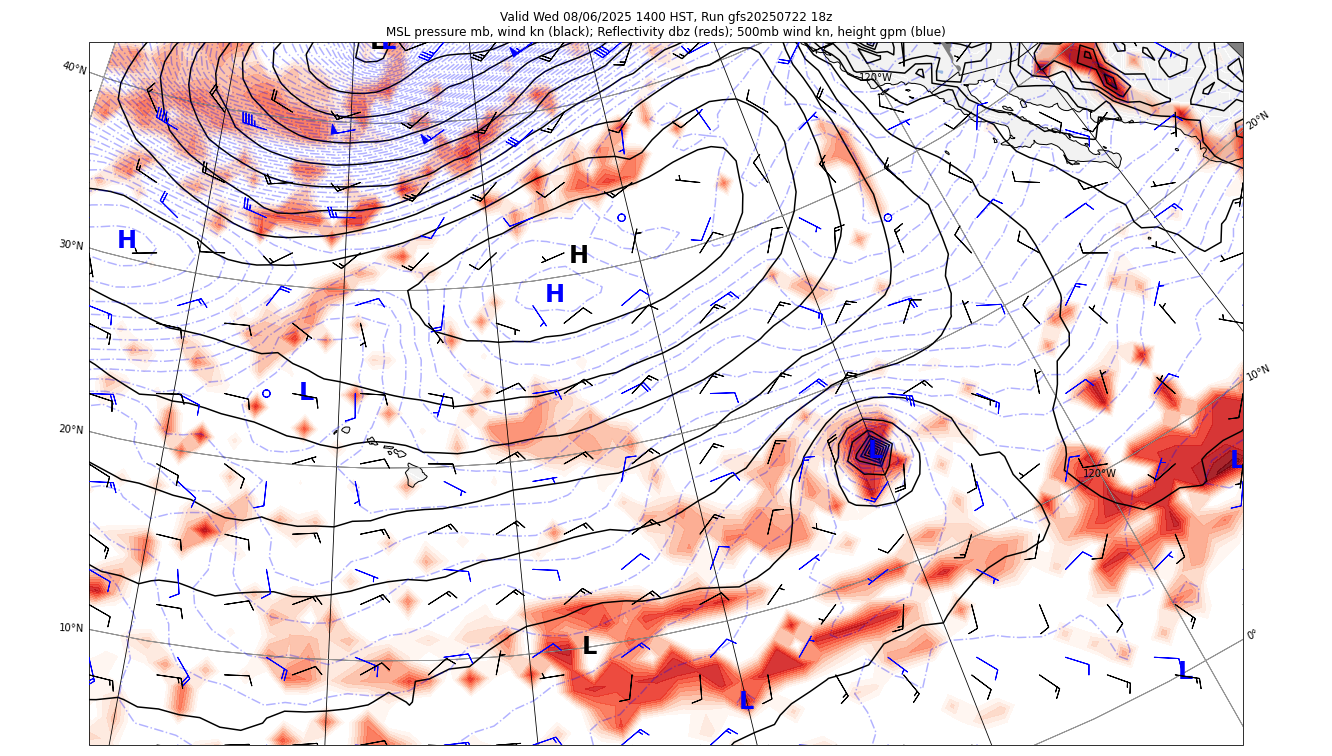 Valid Wed 08/06/2025 1400 HST, Run gfs20250722 18z
MSL pressure mb, wind kn (black); Reflectivity dbz (reds); 500mb wind kn, height gpm (blue)
L L
40°N
120°W
20°N
H
30°N
H
H
10°N
L
20°N
L
L
120°W
10°N
L
0°
L
L